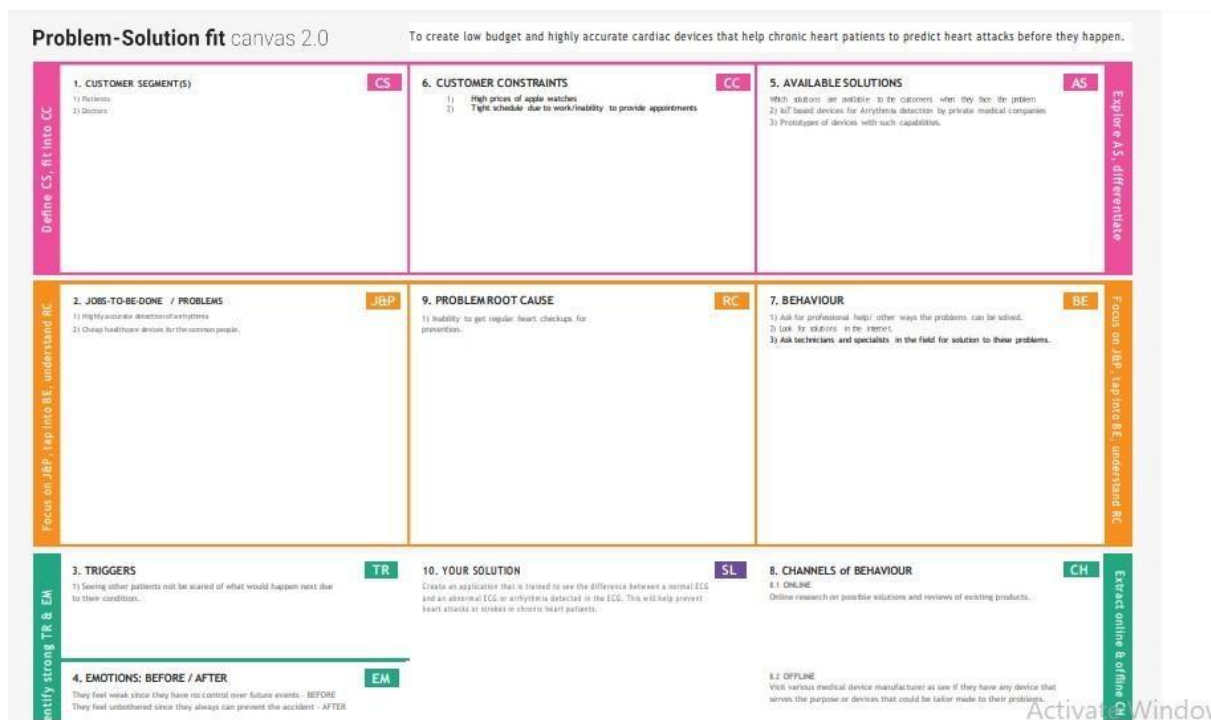 Problem-Solution fit canvas 2.0
To create low budget and highly accurate cardiac devices that help chronic heart patients to predict heart attacks before they happen.
Define CS, fit into CC
1. CUSTOMER SEGMENT(S)
CS
1) Patients
2) Doctors
6. CUSTOMER CONSTRAINTS
CC
1) High prices of apple watches
2) Tight schedule due to work/inability to provide appointments
5. AVAILABLE SOLUTIONS
AS
Which solutions are available to the customers when they face the problem
2) IoT based devices for Arrythmia detection by private medical companies
3) Prototypes of devices with such capabilities.
Explore AS, differentiate
Focus on J&P, tap into BE, understand RC
2. JOBS-TO-BE-DONE / PROBLEMS
J&P
1) Highly accurate detection of
2) Cheap healthcare devices for the common people.
9. PROBLEM ROOT CAUSE
RC
1) Inability to get regular heart checkups for
prevention.
7. BEHAVIOUR
BE
1) Ask for professional help/ other ways the problems can be solved.
2) Look for solutions in the internet.
3) Ask technicians and specialists in the field for solution to these problems.
Focus on J&P, tap into BE, understand RC
entify strong TR & EM
3. TRIGGERS
TR
1) Seeing other patients not be scared of what would happen next due
to their condition.
10. YOUR SOLUTION
SL
Create an application that is trained to see the difference between a normal ECG
and an abnormal ECG or arrhythmia detected in the ECG. This will help prevent
heart attacks or strokes in chronic heart patients.
8. CHANNELS of BEHAVIOUR
CH
8.1 ONLINE
Online research on possible solutions and reviews of existing products.
Extract online & offline CH
4. EMOTIONS: BEFORE / AFTER
EM
They feel weak since they have no control over future events - BEFORE
They feel unbothered since they always can prevent the accident - AFTER
8.2 OFFLINE
Visit various medical device manufacturer as see if they have any device that
serves the purpose or devices that could be tailor made to their problems.
Activate Window